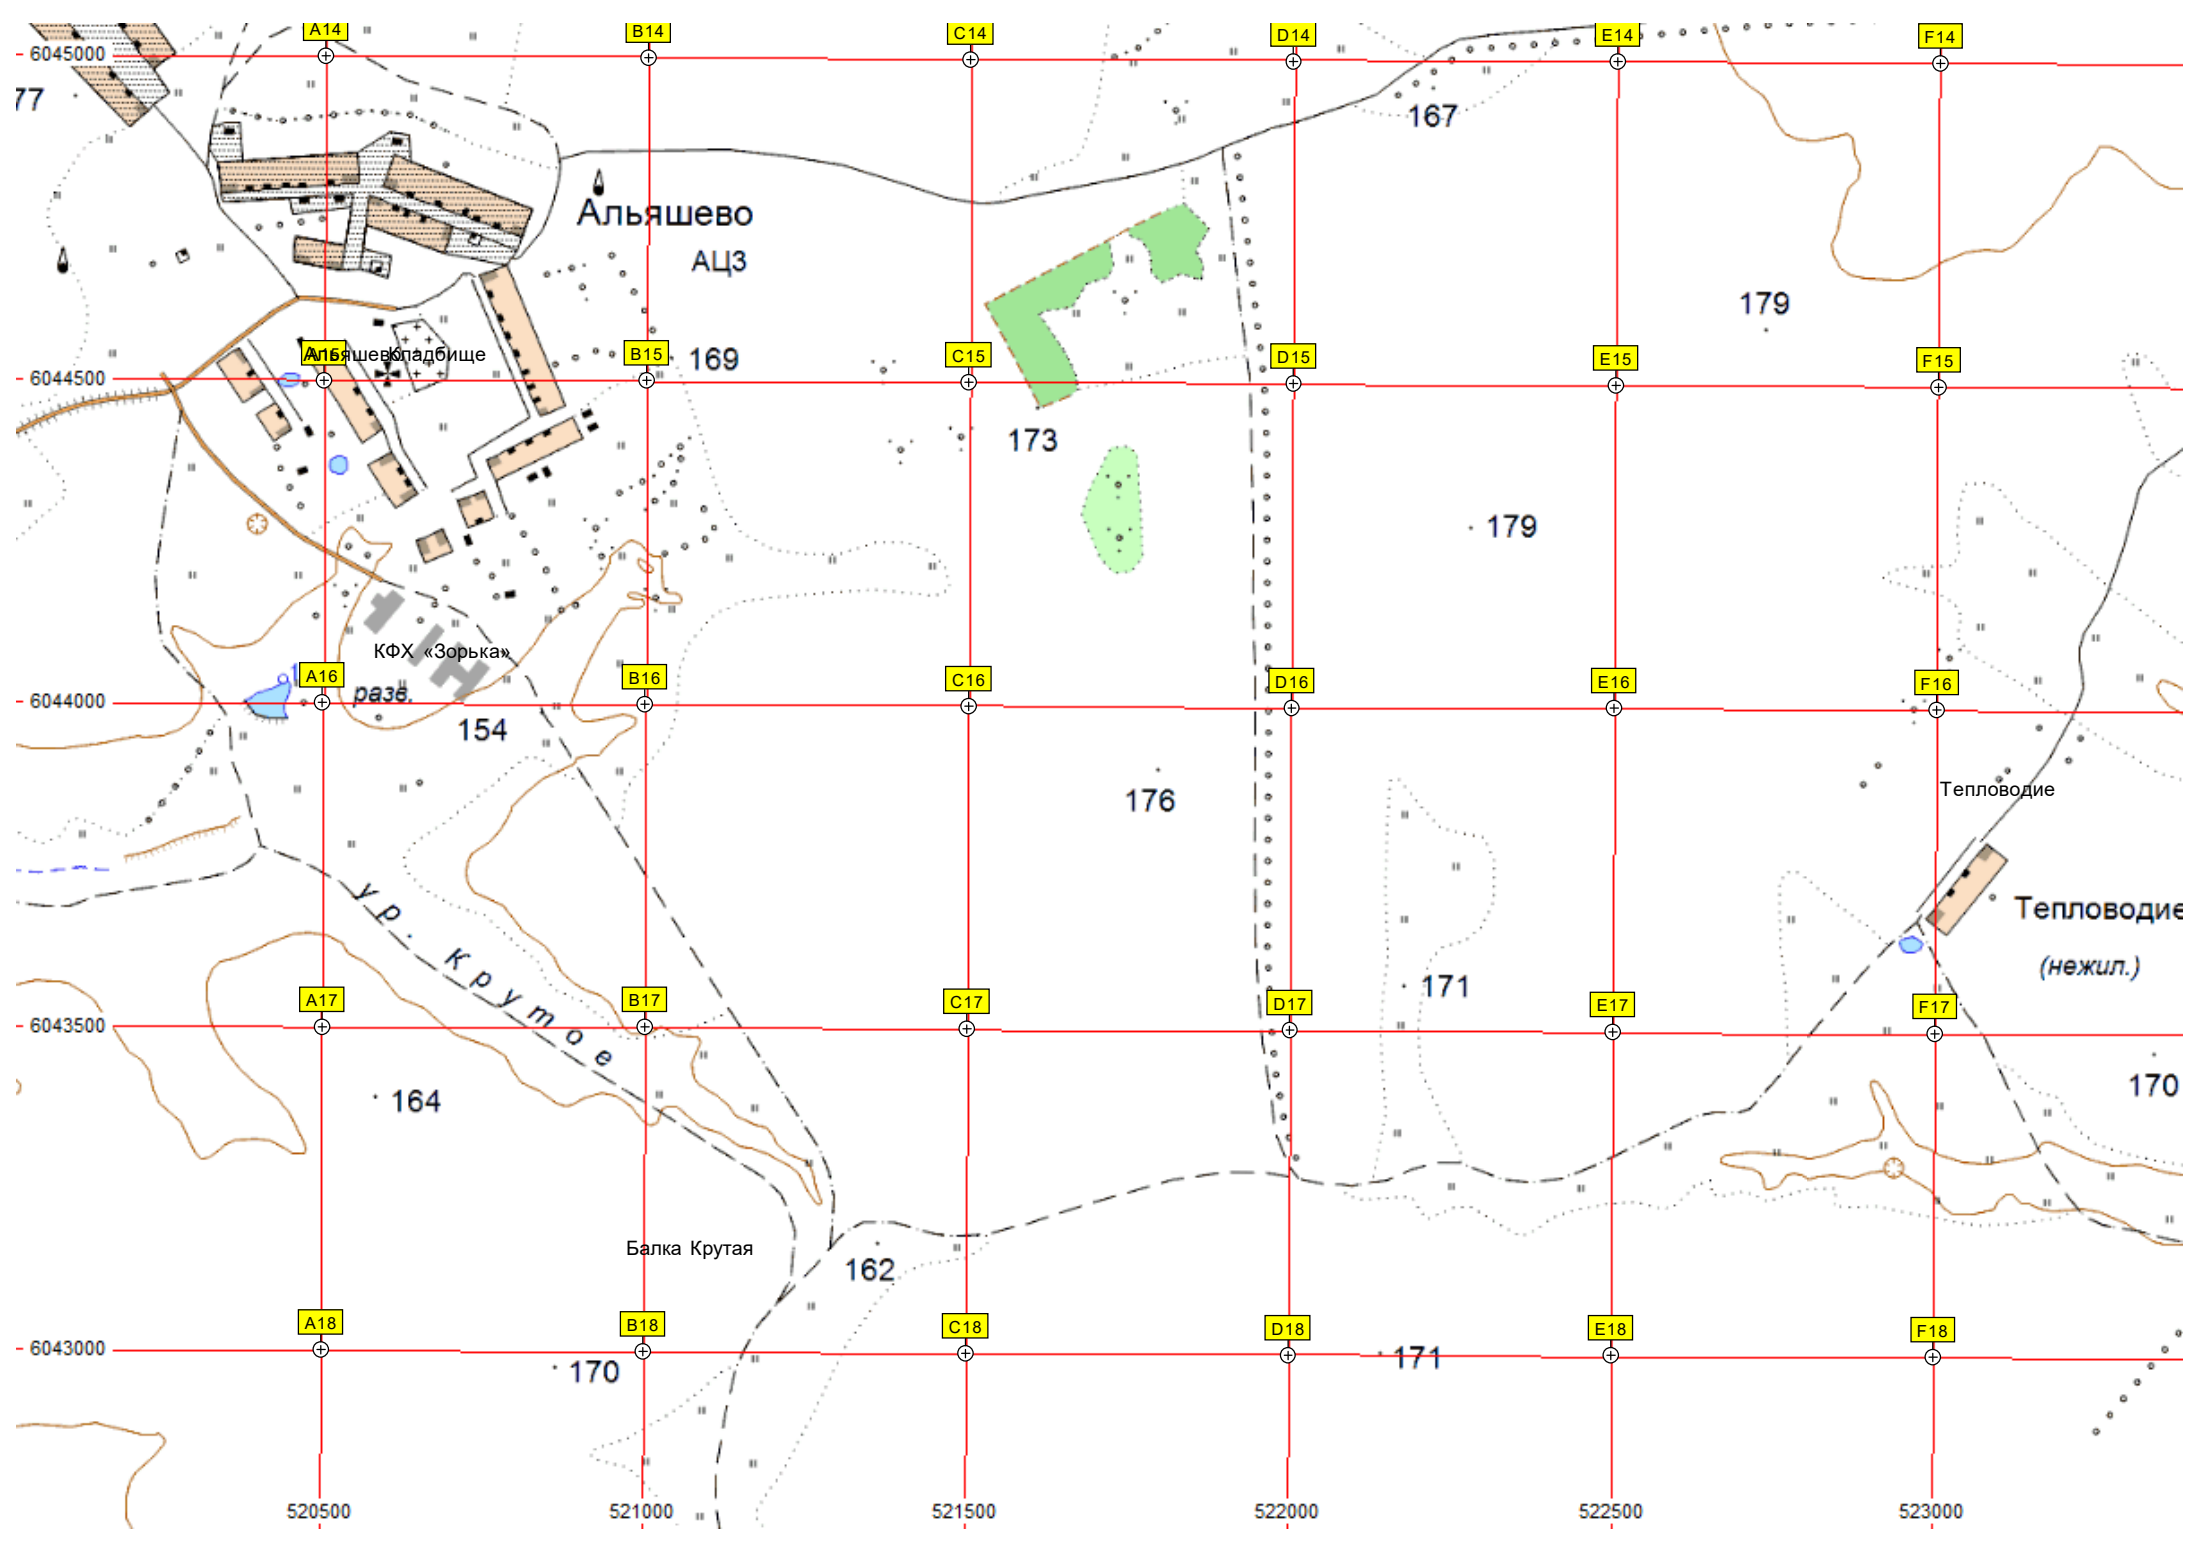 A14 B14 C14 D14 E14 F14
6045000
77
167
Альяшево
АЦЗ
179
A15 B15 C15 D15 E15 F15
Альяшево Кладбище
169
6044500
173
179
КФХ «Зорька»
A16 B16 C16 D16 E16 F16
разв.
6044000
154
176
Тепловодие
ур. Крутое
Тепловодие
(нежил.)
171
A17 B17 C17 D17 E17 F17
6043500
164
170
Балка Крутая
162
A18 B18 C18 D18 E18 F18
6043000
170
171
520500 521000 521500 522000 522500 523000